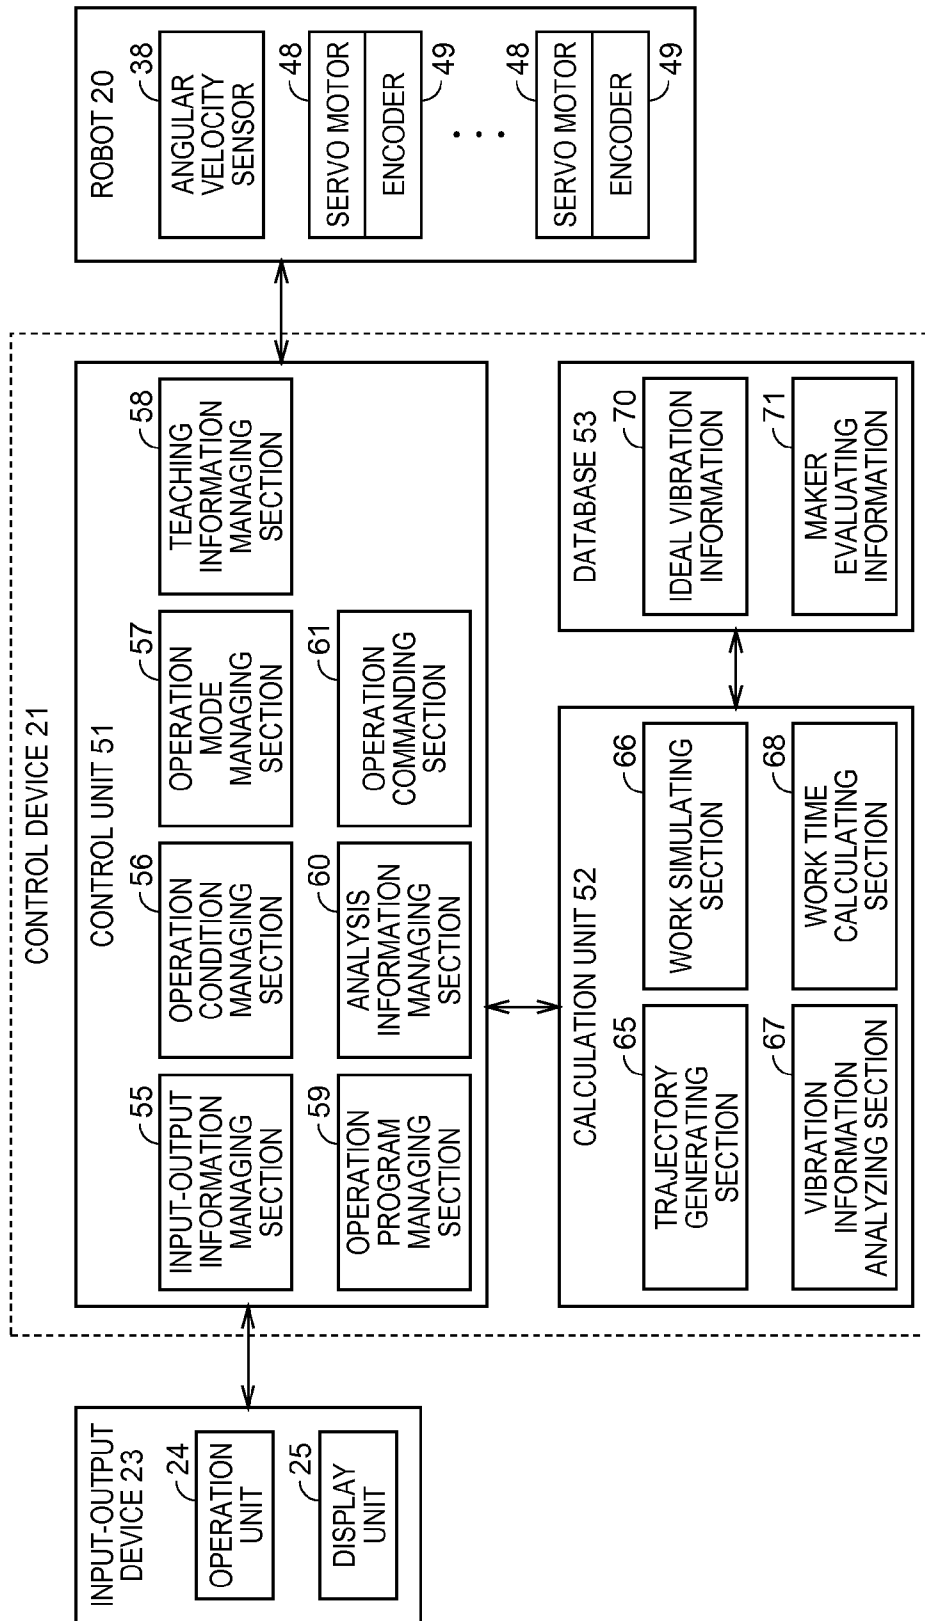 INPUT-OUTPUT
DEVICE 23
24
OPERATION
UNIT
25
DISPLAY
UNIT
CONTROL DEVICE 21
CONTROL UNIT 51
55
INPUT-OUTPUT
INFORMATION
MANAGING
SECTION
56
OPERATION
CONDITION
MANAGING
SECTION
57
OPERATION
MODE
MANAGING
SECTION
58
TEACHING
INFORMATION
MANAGING
SECTION
59
OPERATION
PROGRAM
MANAGING
SECTION
60
ANALYSIS
INFORMATION
MANAGING
SECTION
61
OPERATION
COMMANDING
SECTION
CALCULATION UNIT 52
65
TRAJECTORY
GENERATING
SECTION
66
WORK SIMULATING
SECTION
67
VIBRATION
INFORMATION
ANALYZING SECTION
68
WORK TIME
CALCULATING
SECTION
DATABASE 53
70
IDEAL VIBRATION
INFORMATION
71
MAKER
EVALUATING
INFORMATION
ROBOT 20
38
ANGULAR
VELOCITY
SENSOR
48
SERVO MOTOR
ENCODER
49
48
SERVO MOTOR
ENCODER
49